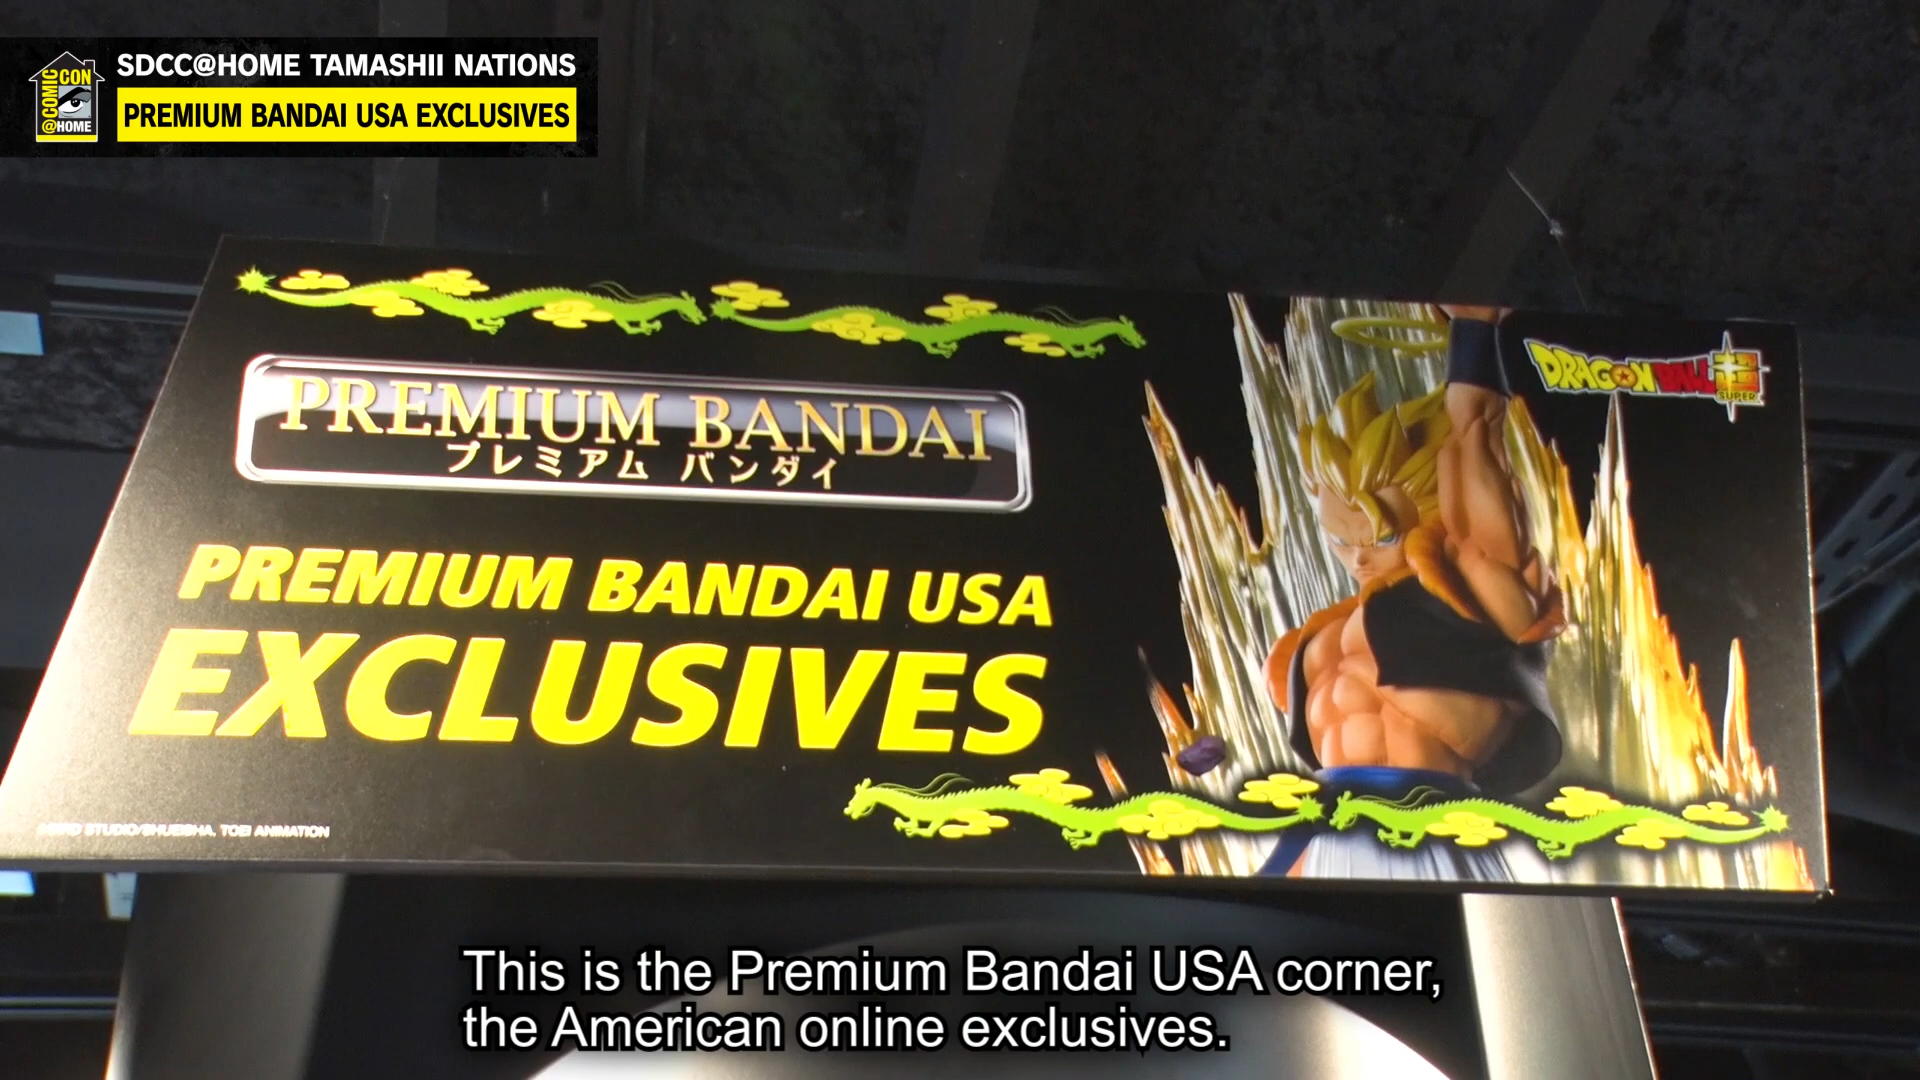 COMIC
CON
@HOME
SDCC@HOME TAMASHII NATIONS
PREMIUM BANDAI USA EXCLUSIVES
DRAGON BALL 超
SUPER
PREMIUM BANDAI
プレミアム バンダイ
PREMIUM BANDAI USA
EXCLUSIVES
STUDIO/SHUEISHA, TOEI ANIMATION
This is the Premium Bandai USA corner,
the American online exclusives.